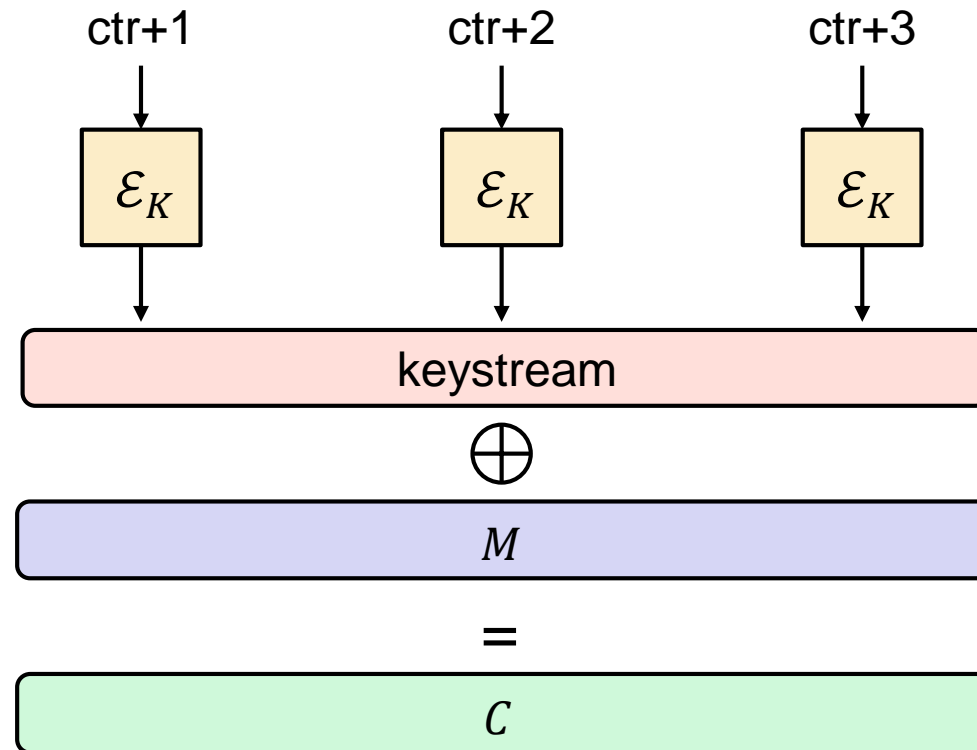 ctr+1 ctr+2 ctr+3
ℰ_K ℰ_K ℰ_K
keystream
⊕
M
=
C